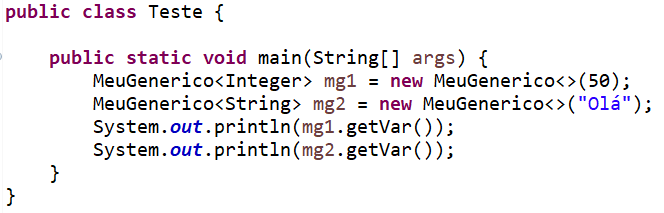 public class Teste {
public static void main(String[] args) {
MeuGenerico<Integer> mg1 = new MeuGenerico<>(50);
MeuGenerico<String> mg2 = new MeuGenerico<>("Olá");
System.out.println(mg1.getVar());
System.out.println(mg2.getVar());
}
}